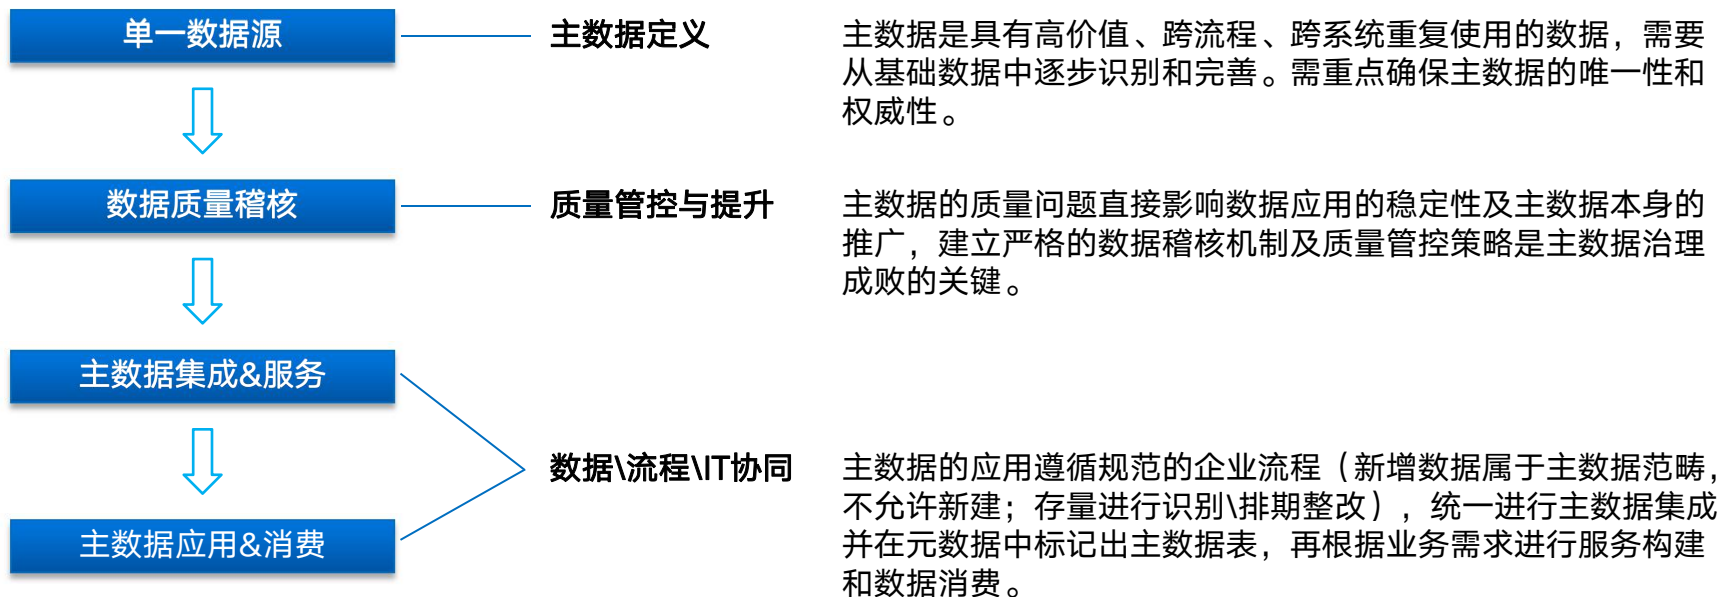 单一数据源
主数据定义
主数据是具有高价值、跨流程、跨系统重复使用的数据，需要
从基础数据中逐步识别和完善。需重点确保主数据的唯一性和
权威性。
数据质量稽核
质量管控与提升
主数据的质量问题直接影响数据应用的稳定性及主数据本身的
推广，建立严格的数据稽核机制及质量管控策略是主数据治理
成败的关键。
主数据集成&服务
数据\流程\IT协同
主数据的应用遵循规范的企业流程（新增数据属于主数据范畴，
不允许新建；存量进行识别\排期整改），统一进行主数据集成
并在元数据中标记出主数据表，再根据业务需求进行服务构建
和数据消费。
主数据应用&消费